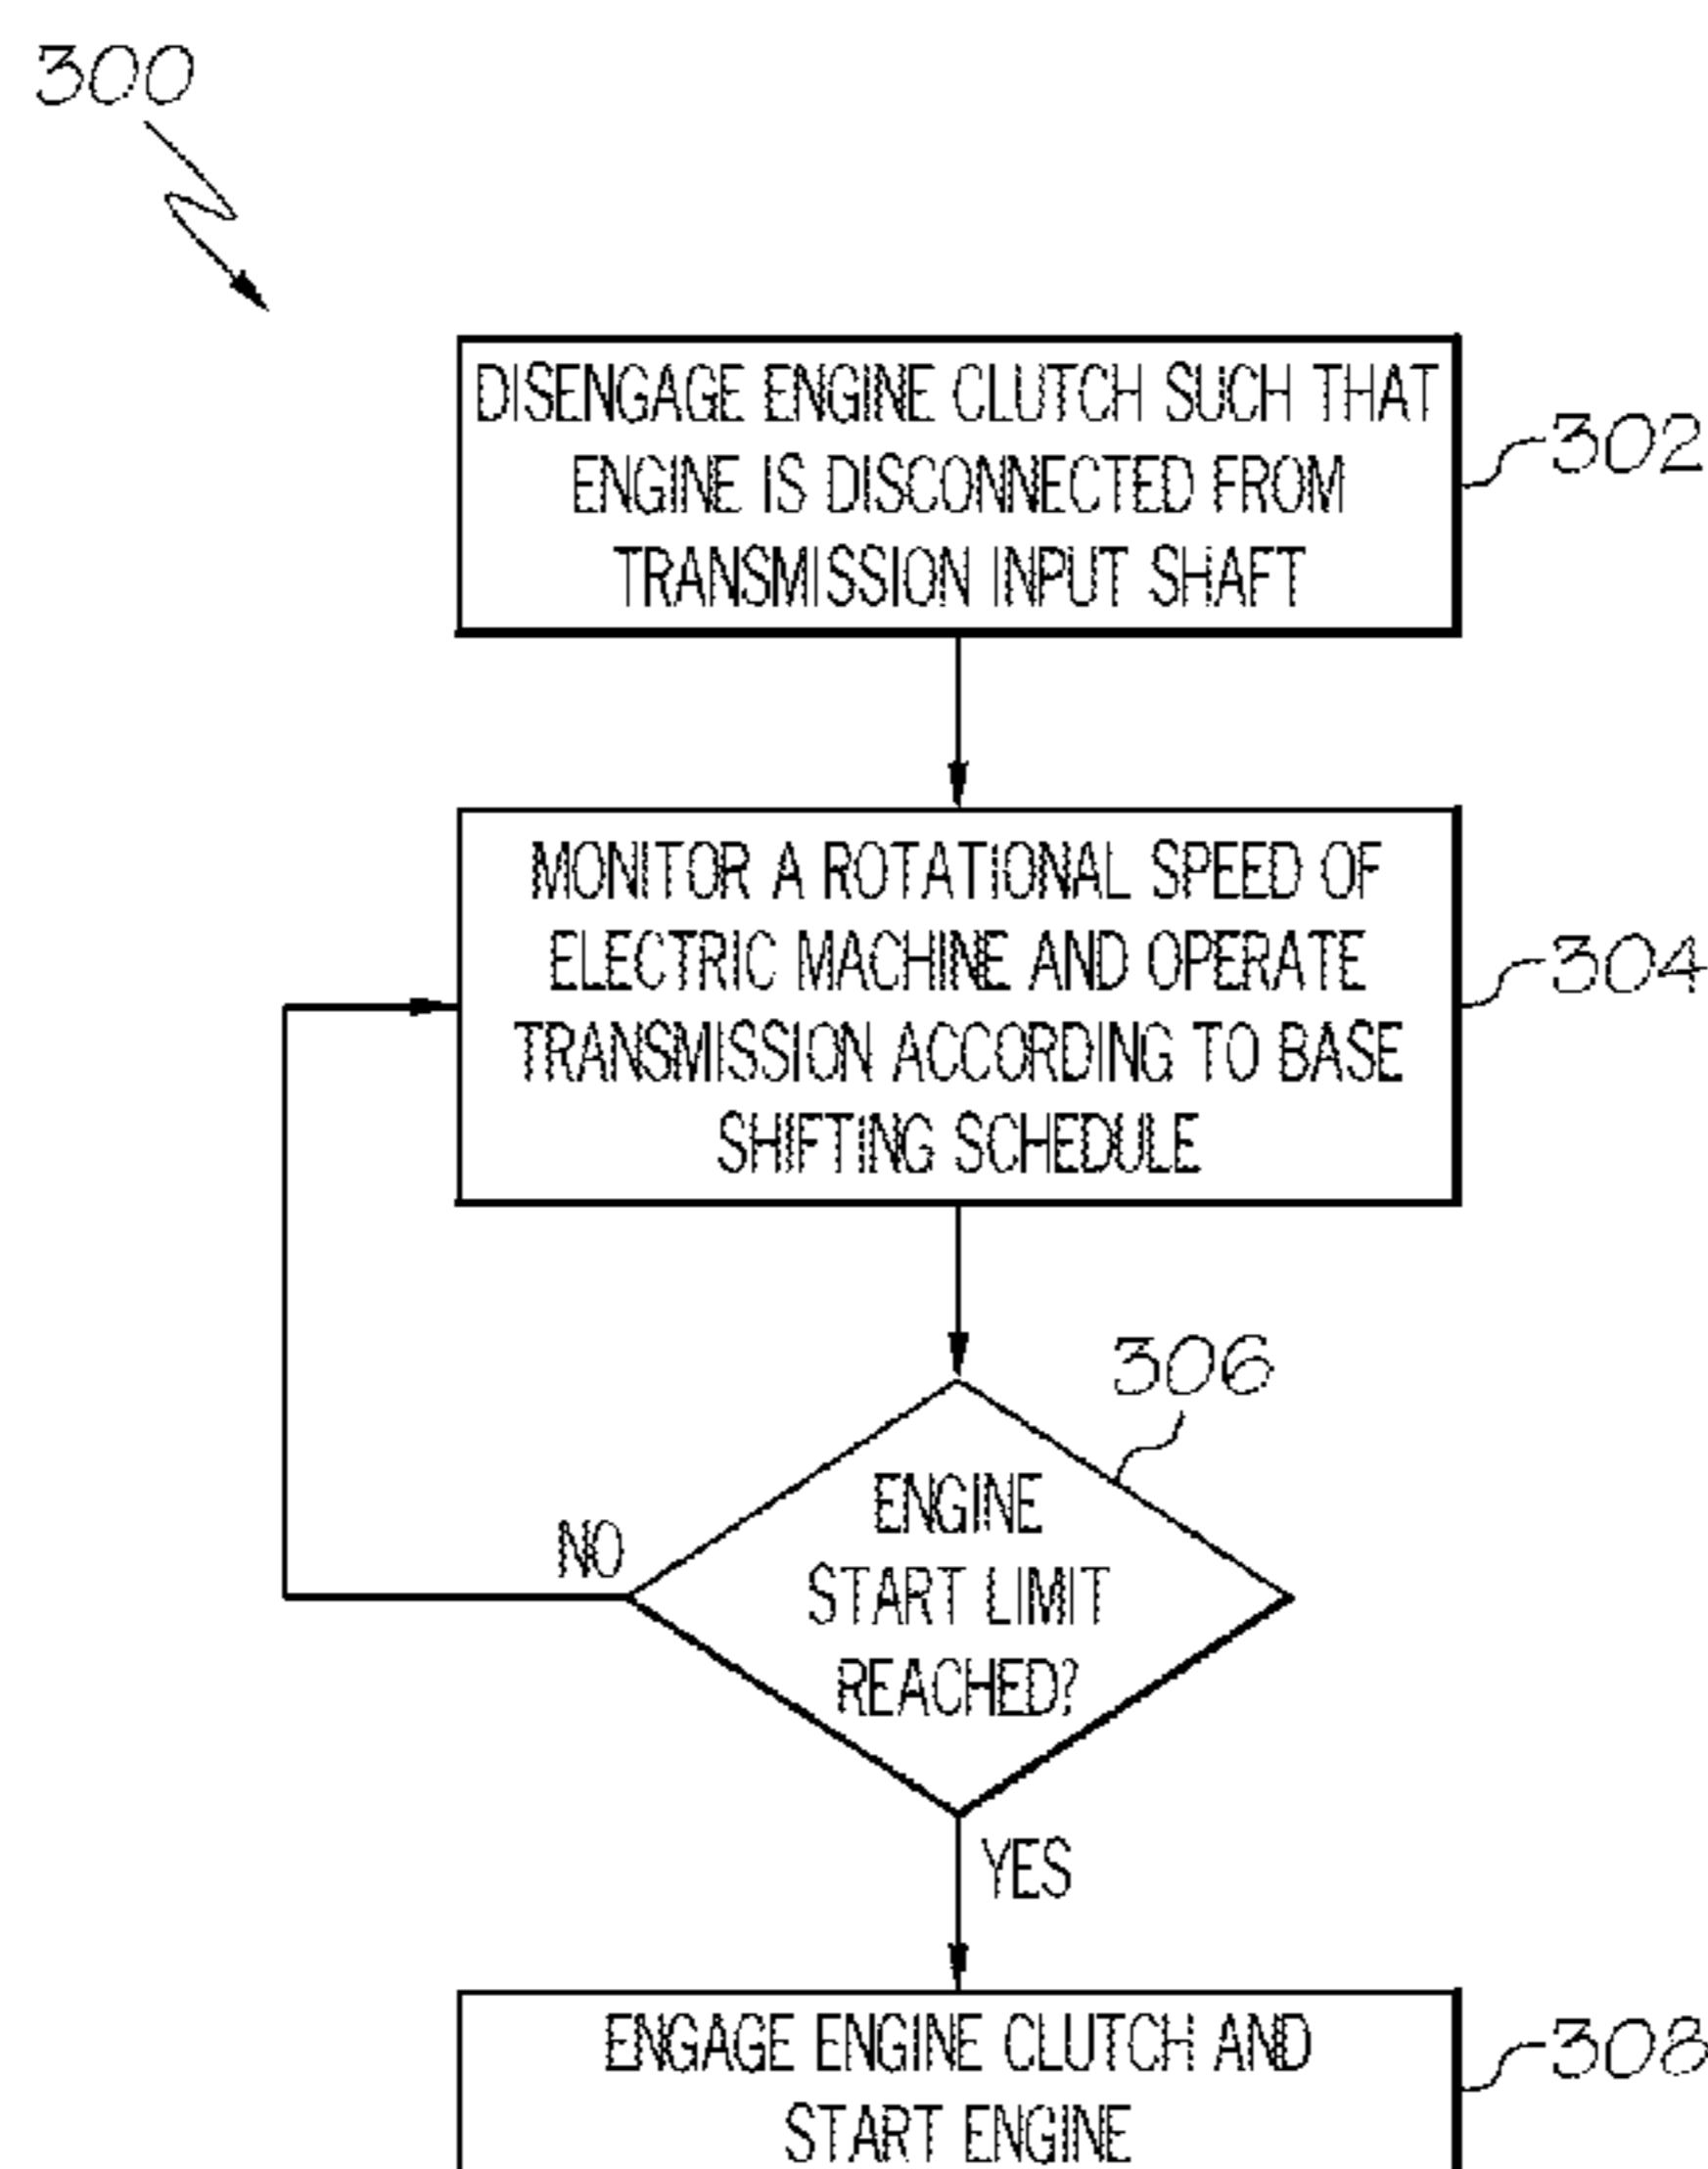 300
DISENGAGE ENGINE CLUTCH SUCH THAT
ENGINE IS DISCONNECTED FROM
TRANSMISSION INPUT SHAFT
302
MONITOR A ROTATIONAL SPEED OF
ELECTRIC MACHINE AND OPERATE
TRANSMISSION ACCORDING TO BASE
SHIFTING SCHEDULE
304
306
ENGINE
START LIMIT
REACHED?
NO
YES
ENGAGE ENGINE CLUTCH AND
START ENGINE
308